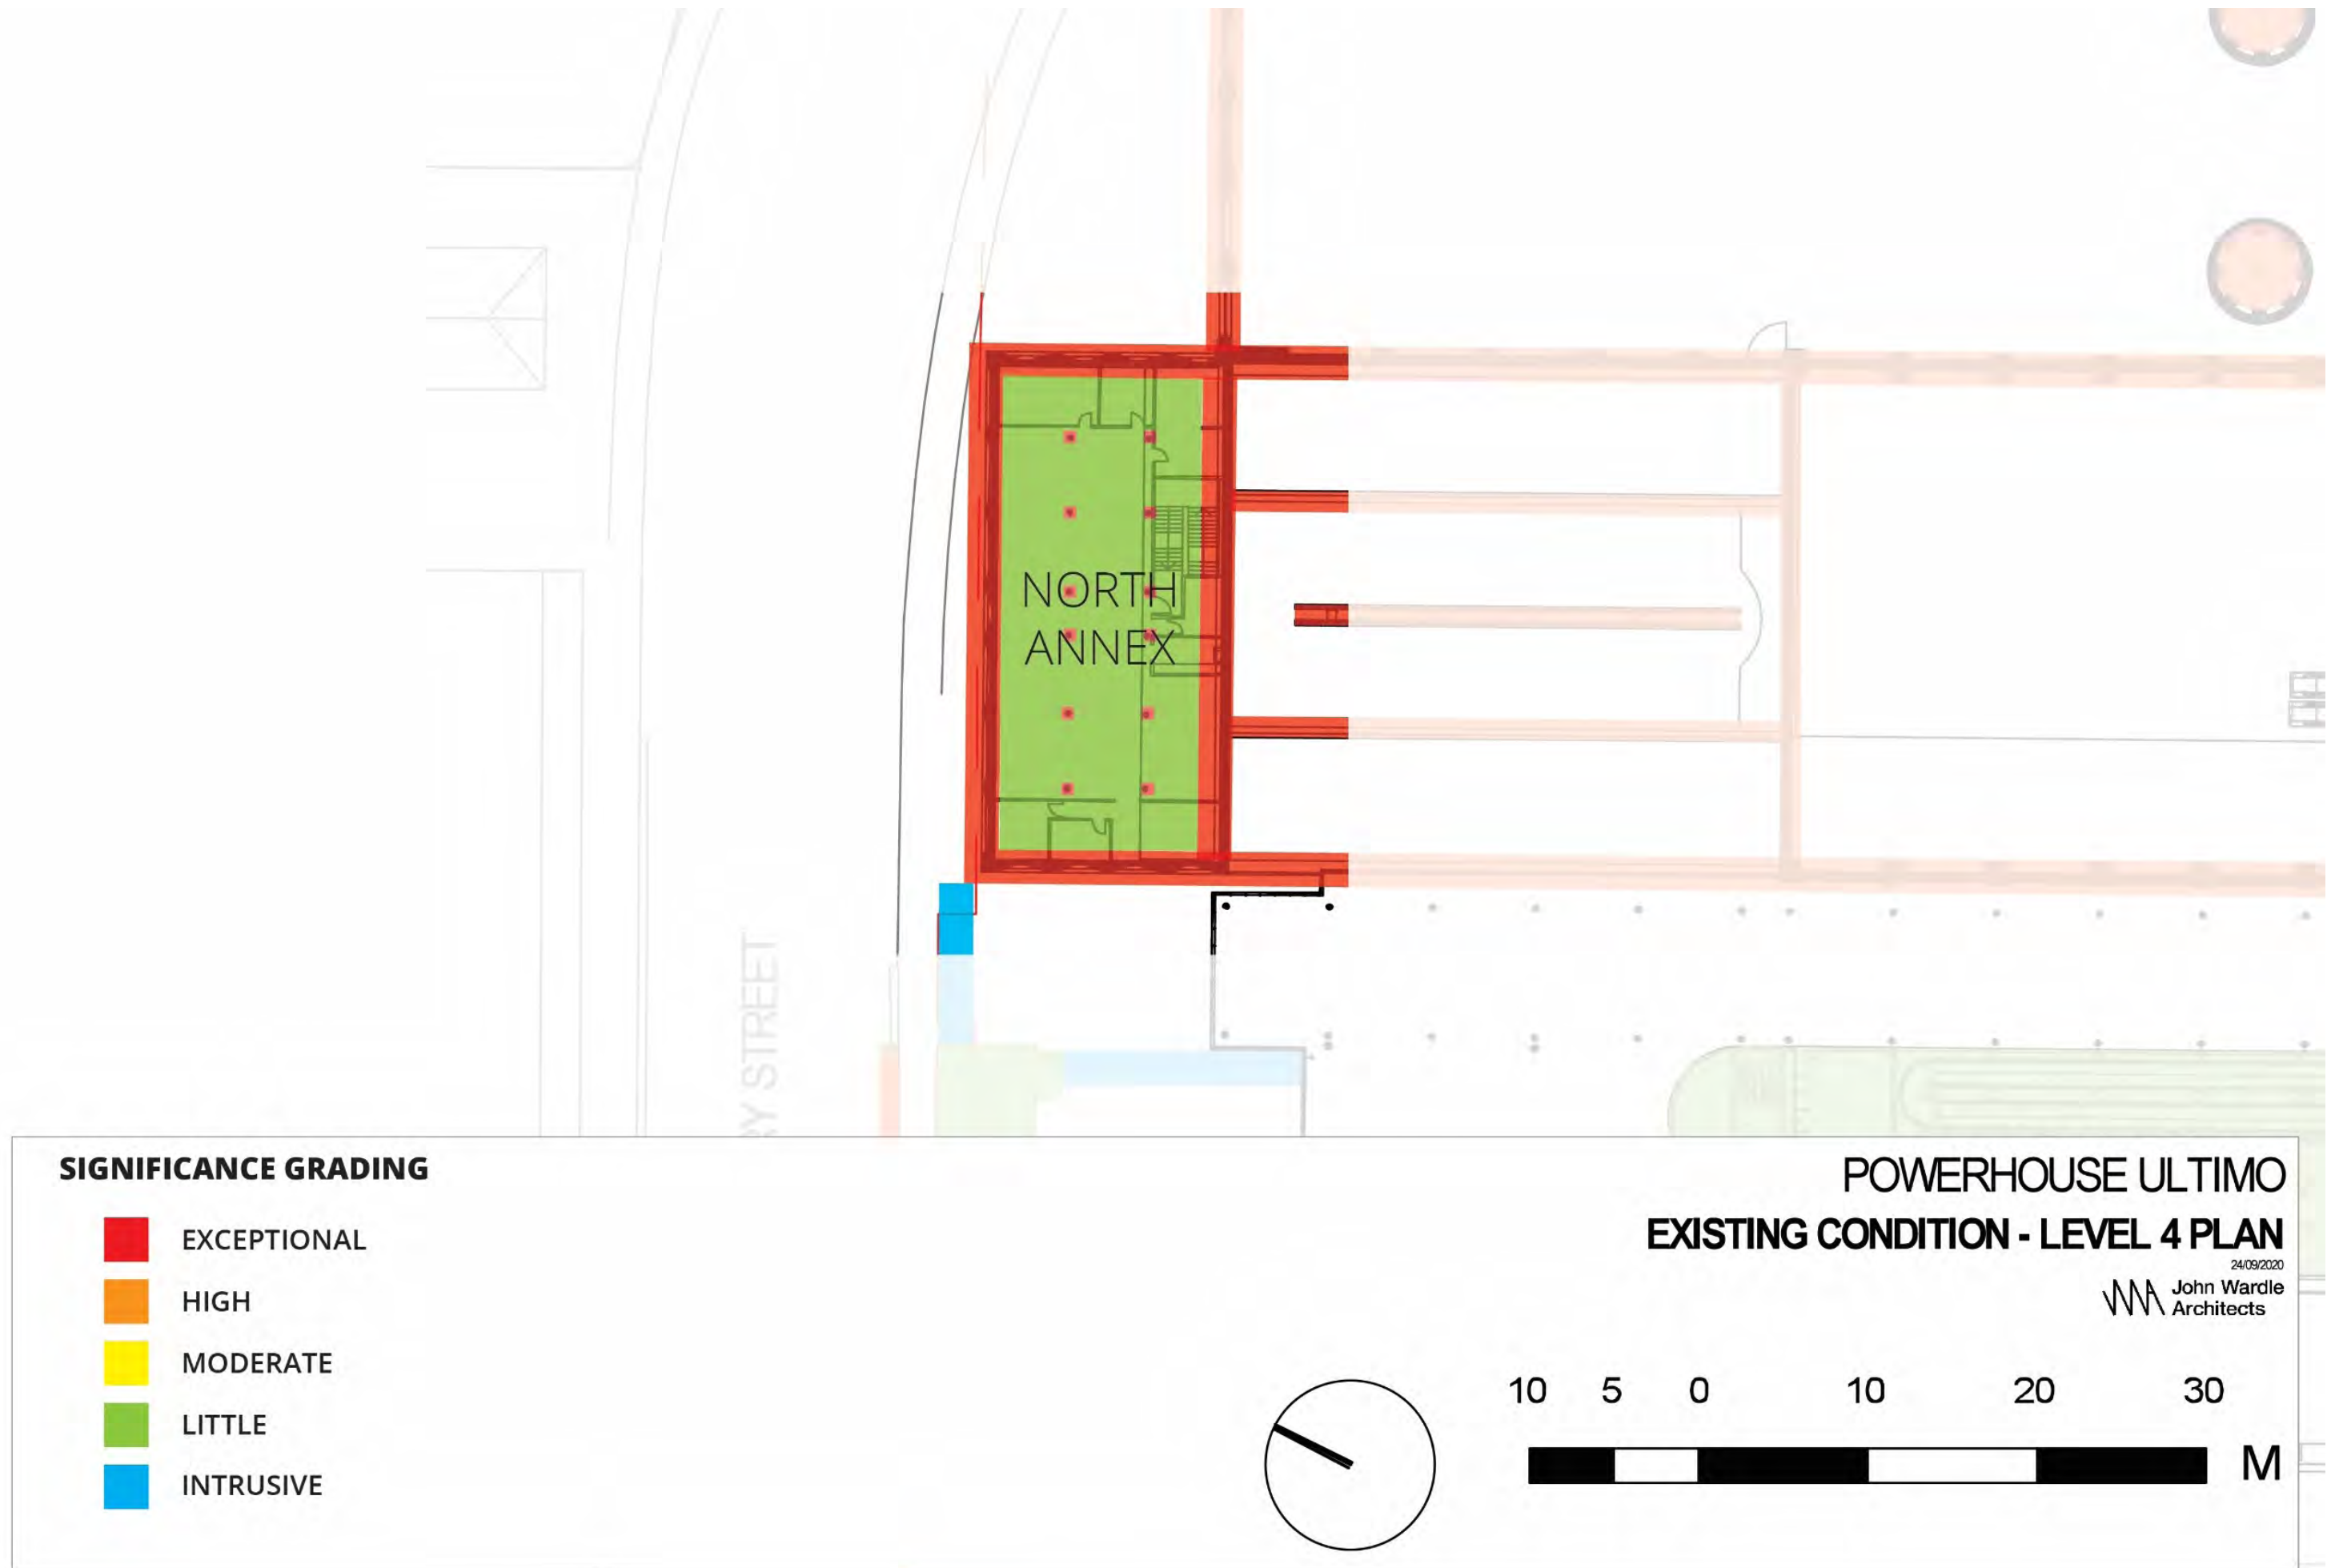 NORTH
ANNEX
RY STREET
SIGNIFICANCE GRADING
EXCEPTIONAL
HIGH
MODERATE
LITTLE
INTRUSIVE
POWERHOUSE ULTIMO
EXISTING CONDITION - LEVEL 4 PLAN
24/09/2020
John Wardle
Architects
10 5 0 10 20 30
M